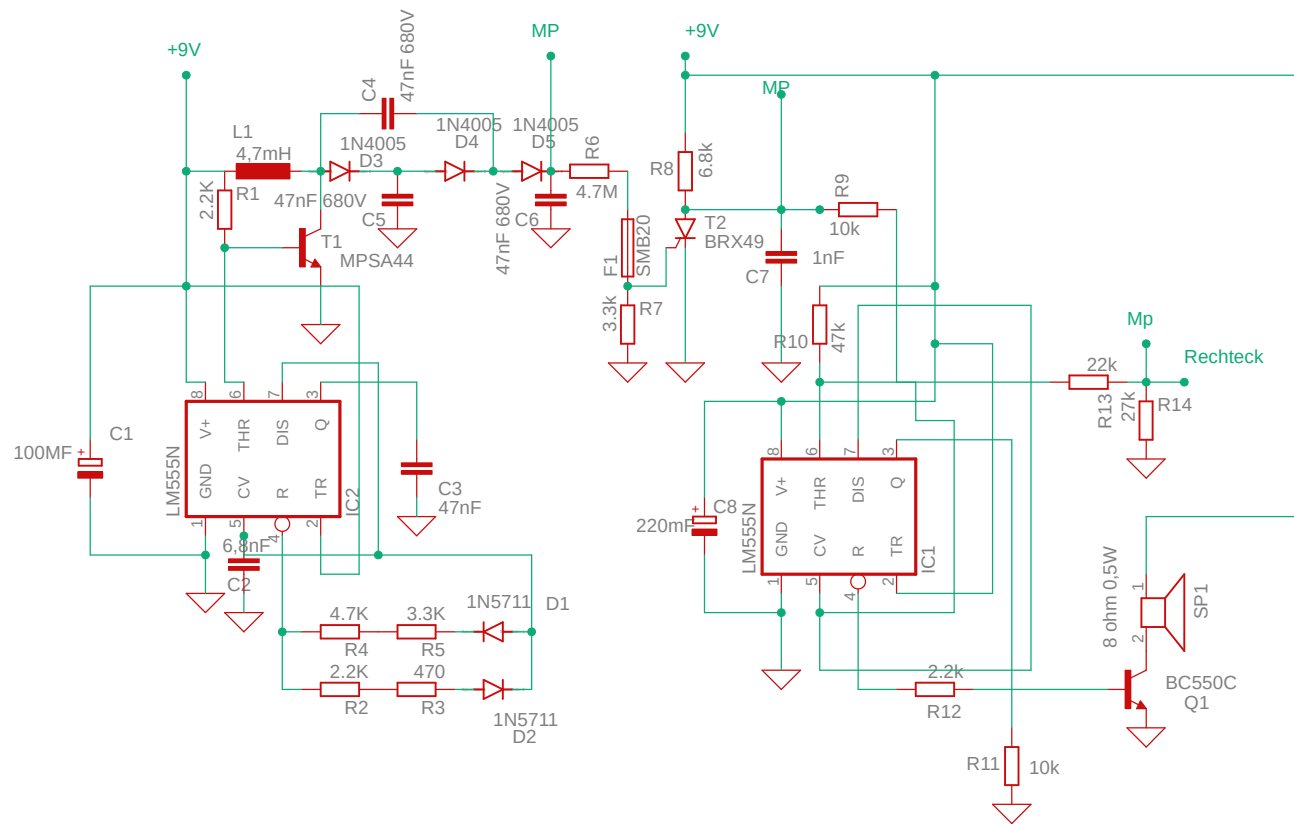 +9V
MP
+9V
MP
C4
47nF 680V
L1
4,7mH
1N4005
D3
1N4005
D4
1N4005
D5
R6
4.7M
R8
6.8k
R9
10k
2.2K
R1
47nF 680V
C5
47nF 680V
C6
T1
MPSA44
F1
SMB20
T2
BRX49
C7
1nF
3.3k
R7
R10
47k
Mp
Rechteck
22k
R13
27k
R14
C1
100MF
+
LM555N
IC2
8
6
7
3
V+
THR
DIS
Q
GND
CV
R
TR
1
5
4
2
C3
47nF
6,8nF
C2
4.7K
R4
3.3K
R5
1N5711
D1
2.2K
R2
470
R3
1N5711
D2
C8
220mF
+
LM555N
IC1
8
6
7
3
V+
THR
DIS
Q
GND
CV
R
TR
1
5
4
2
2.2k
R12
R11
10k
8 ohm 0,5W
1
2
SP1
BC550C
Q1